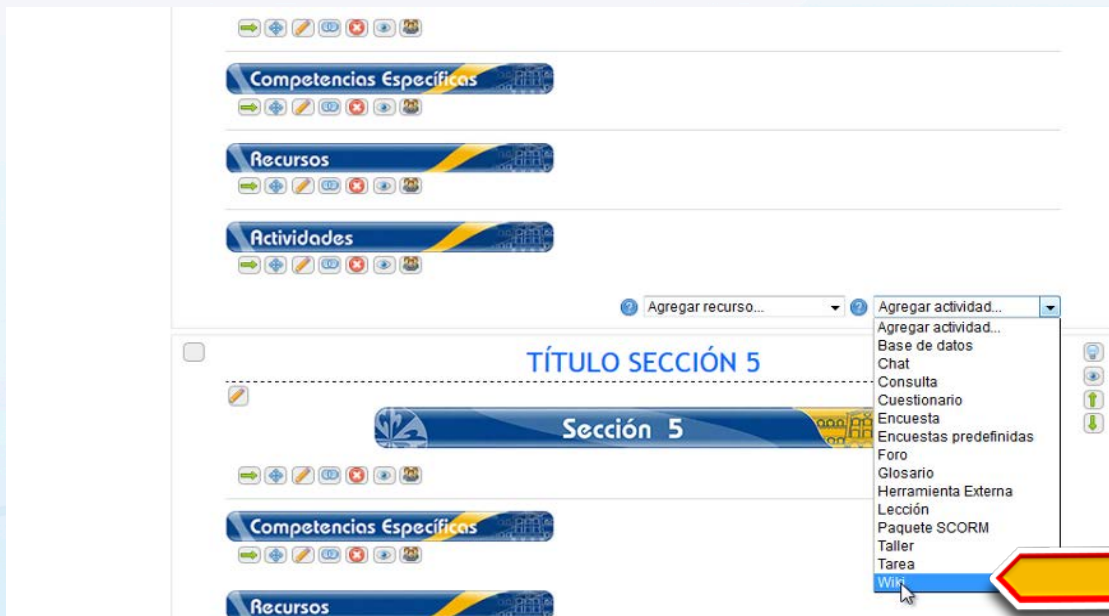 Competencias Específicas
Recursos
Actividades
Agregar recurso...
Agregar actividad...
Agregar actividad...
Base de datos
Chat
Consulta
Cuestionario
Encuesta
Encuestas predefinidas
Foro
Glosario
Herramienta Externa
Lección
Paquete SCORM
Taller
Tarea
Wiki
TÍTULO SECCIÓN 5
Sección 5
Competencias Específicas
Recursos